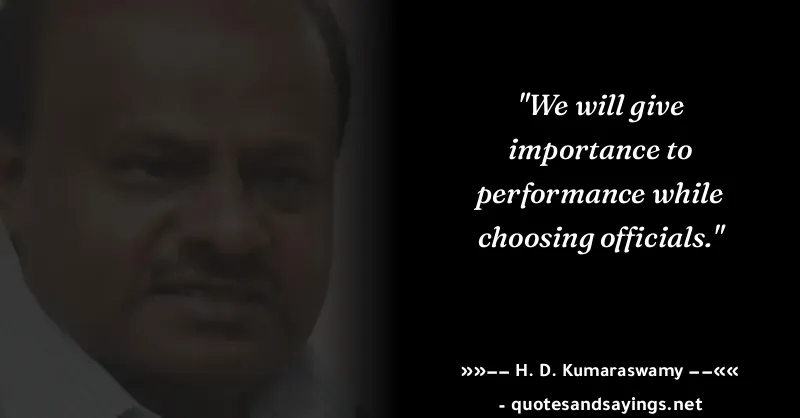 "We will give
importance to
performance while
choosing officials."
»»−− H. D. Kumaraswamy −−««
- quotesandsayings.net